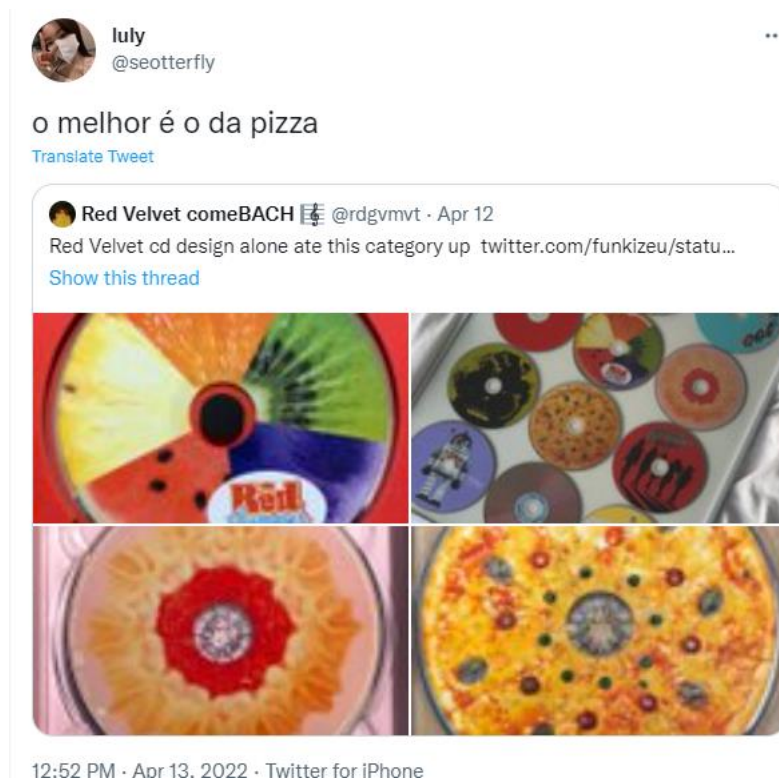 luly
@seotterfly
o melhor é o da pizza
Translate Tweet
Red Velvet comeBACH 🎼 @rdgvmvt · Apr 12
Red Velvet cd design alone ate this category up twitter.com/funkizeu/statu...
Show this thread
Red
12:52 PM · Apr 13, 2022 · Twitter for iPhone